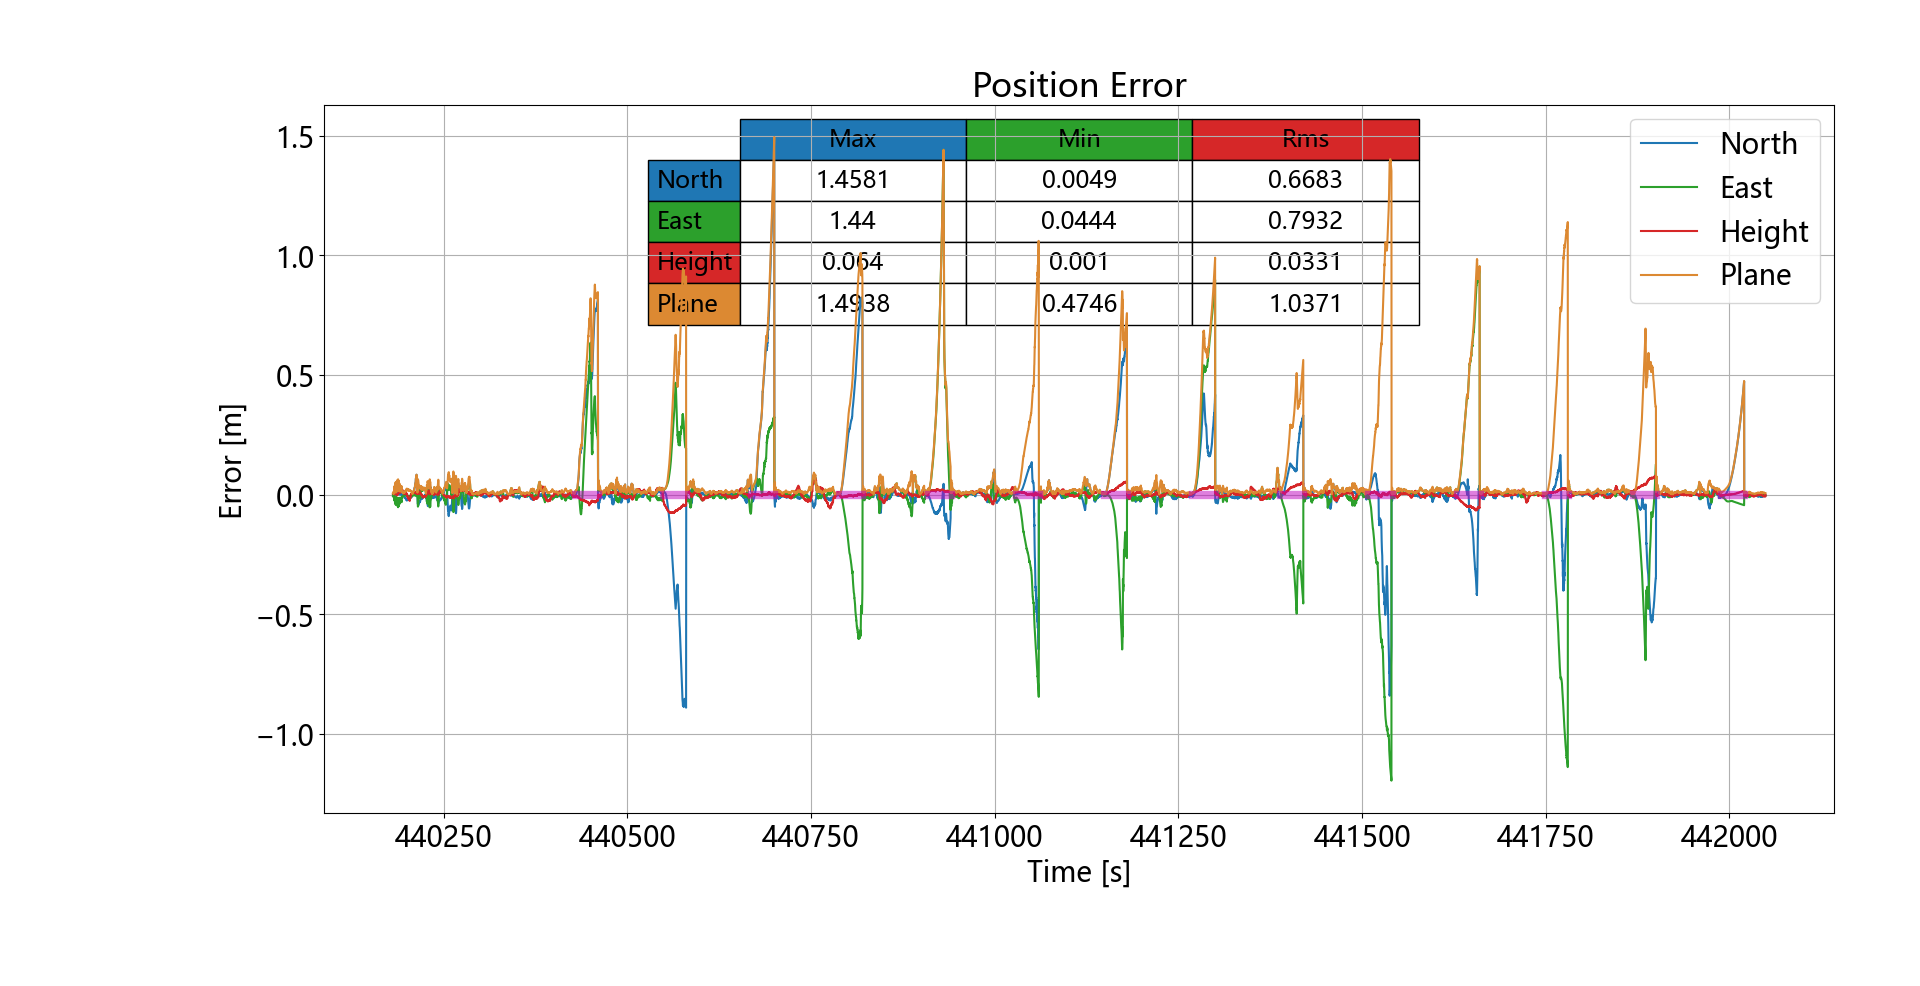 Position Error
Max Min Rms
North 1.4581 0.0049 0.6683
East 1.44 0.0444 0.7932
Height 0.064 0.001 0.0331
Plane 1.4938 0.4746 1.0371
North
East
Height
Plane
1.5
1.0
0.5
0.0
−0.5
−1.0
Error [m]
440250 440500 440750 441000 441250 441500 441750 442000
Time [s]